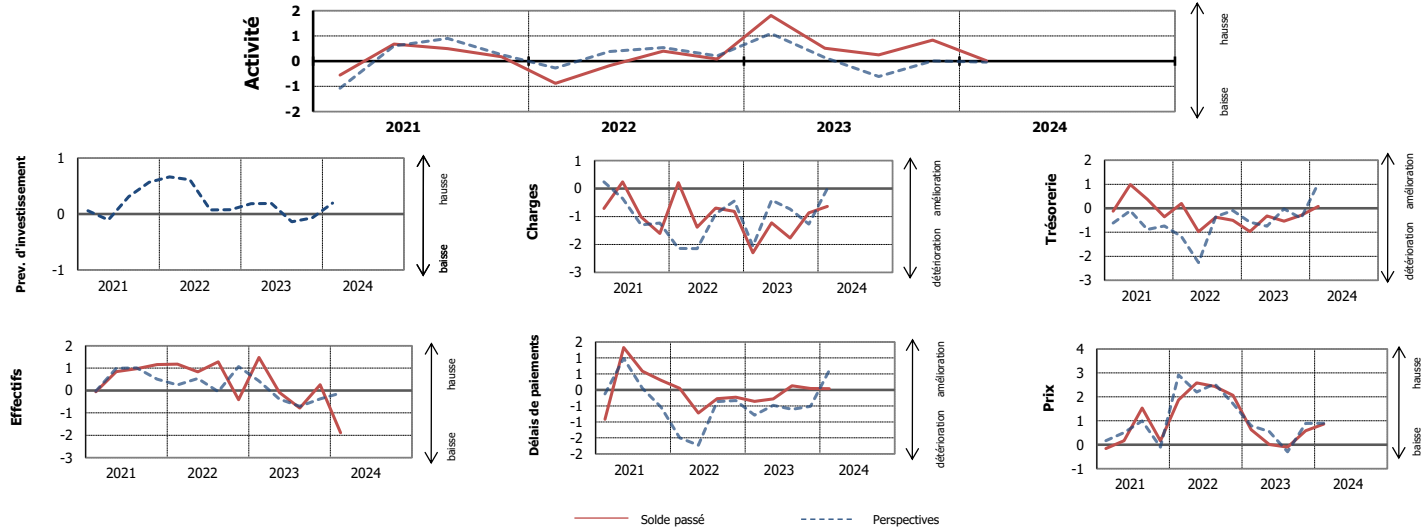 Activité
2
1
0
-1
-2
2021 2022 2023 2024
hausse
baisse
Prev. d'investissement
1
0
-1
2021 2022 2023 2024
hausse
baisse
Charges
1
0
-1
-2
-3
2021 2022 2023 2024
amélioration
détérioration
Trésorerie
2
1
0
-1
-2
-3
2021 2022 2023 2024
amélioration
détérioration
Effectifs
2
1
0
-1
-2
-3
2021 2022 2023 2024
hausse
baisse
Délais de paiements
2
1
1
0
-1
-1
-2
-2
2021 2022 2023 2024
amélioration
détérioration
Prix
4
3
2
1
0
-1
2021 2022 2023 2024
hausse
baisse
Solde passé Perspectives